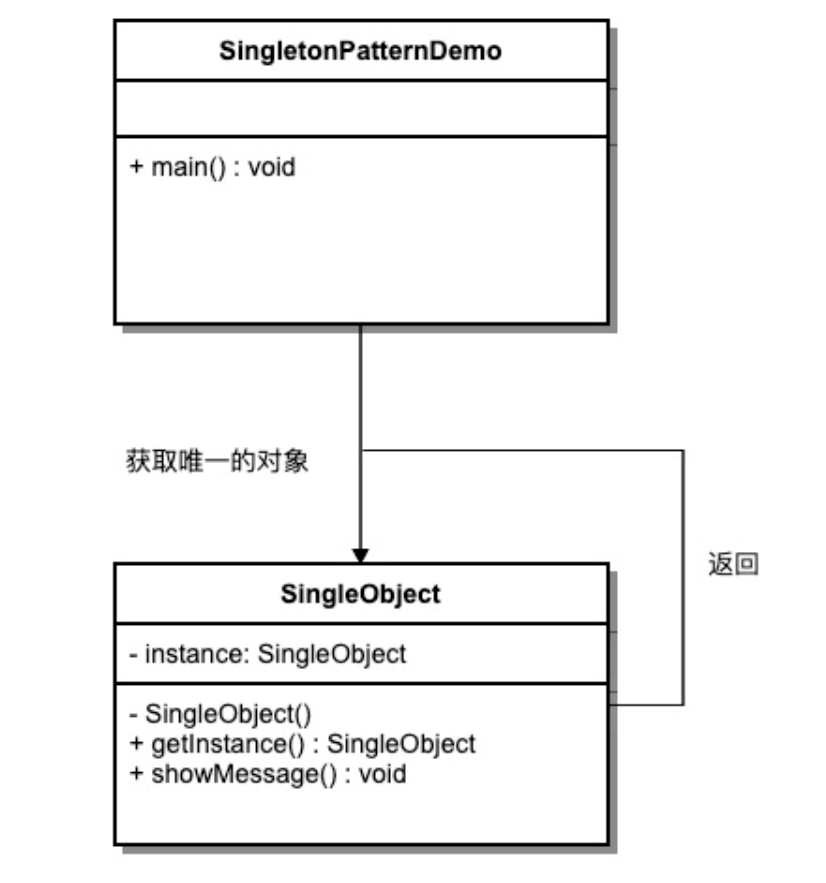 SingletonPatternDemo
+ main() : void
获取唯一的对象
返回
SingleObject
- instance: SingleObject
- SingleObject()
+ getInstance() : SingleObject
+ showMessage() : void